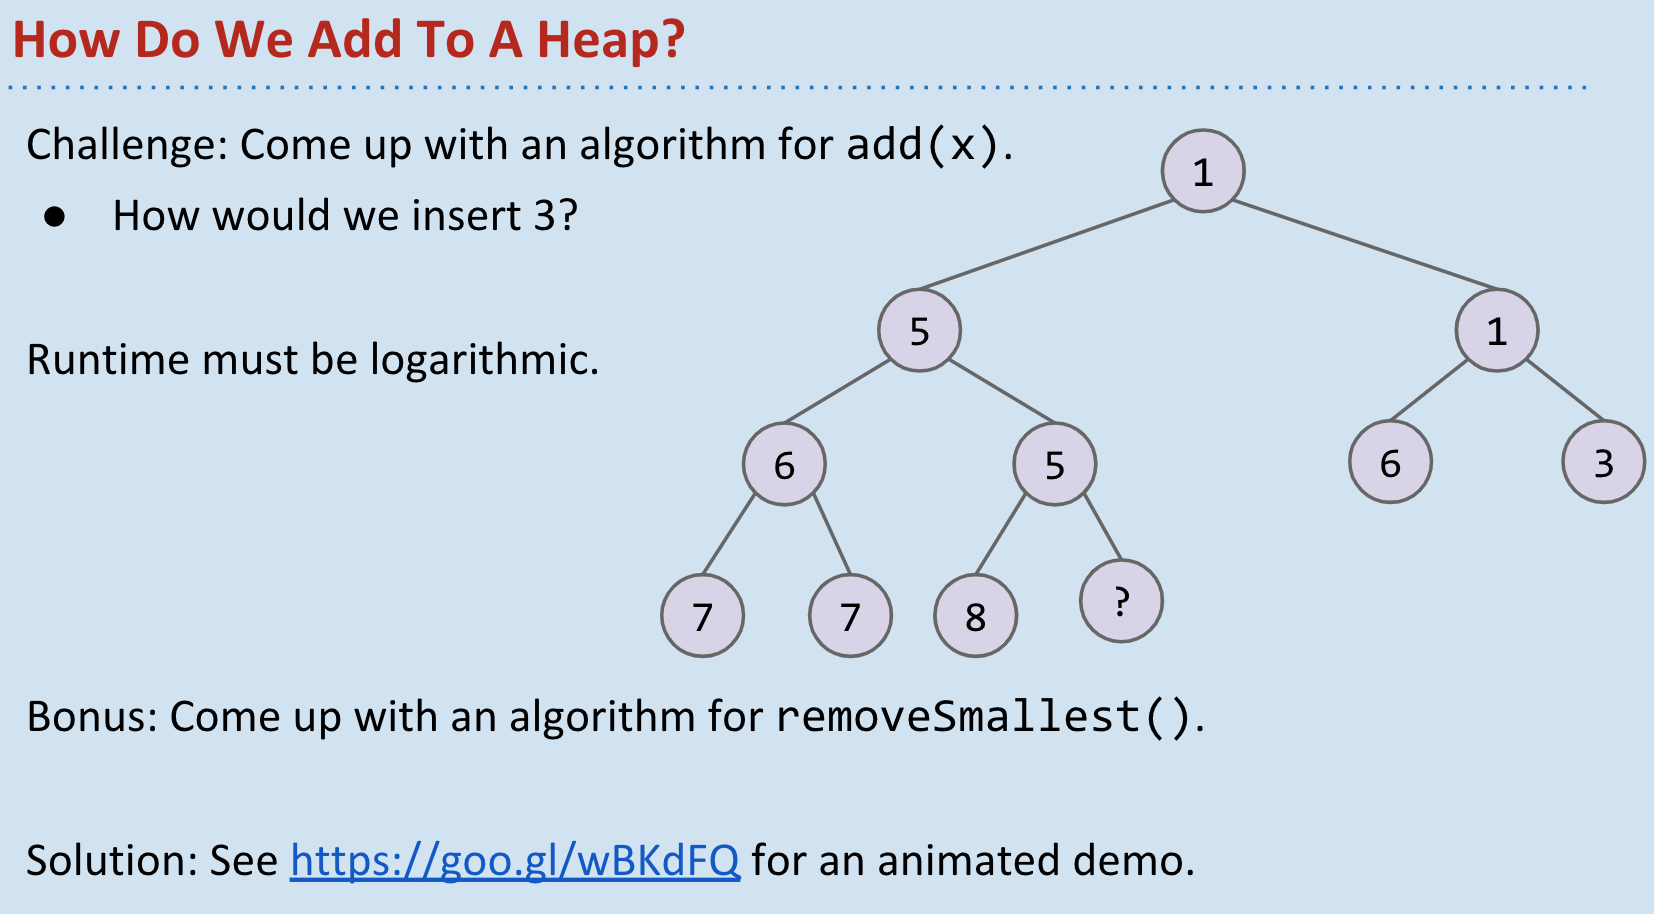 How Do We Add To A Heap?
Challenge: Come up with an algorithm for add(x).
● How would we insert 3?
Runtime must be logarithmic.
1
5 1
6 5 6 3
7 7 8 ?
Bonus: Come up with an algorithm for removeSmallest().
Solution: See https://goo.gl/wBKdFQ for an animated demo.